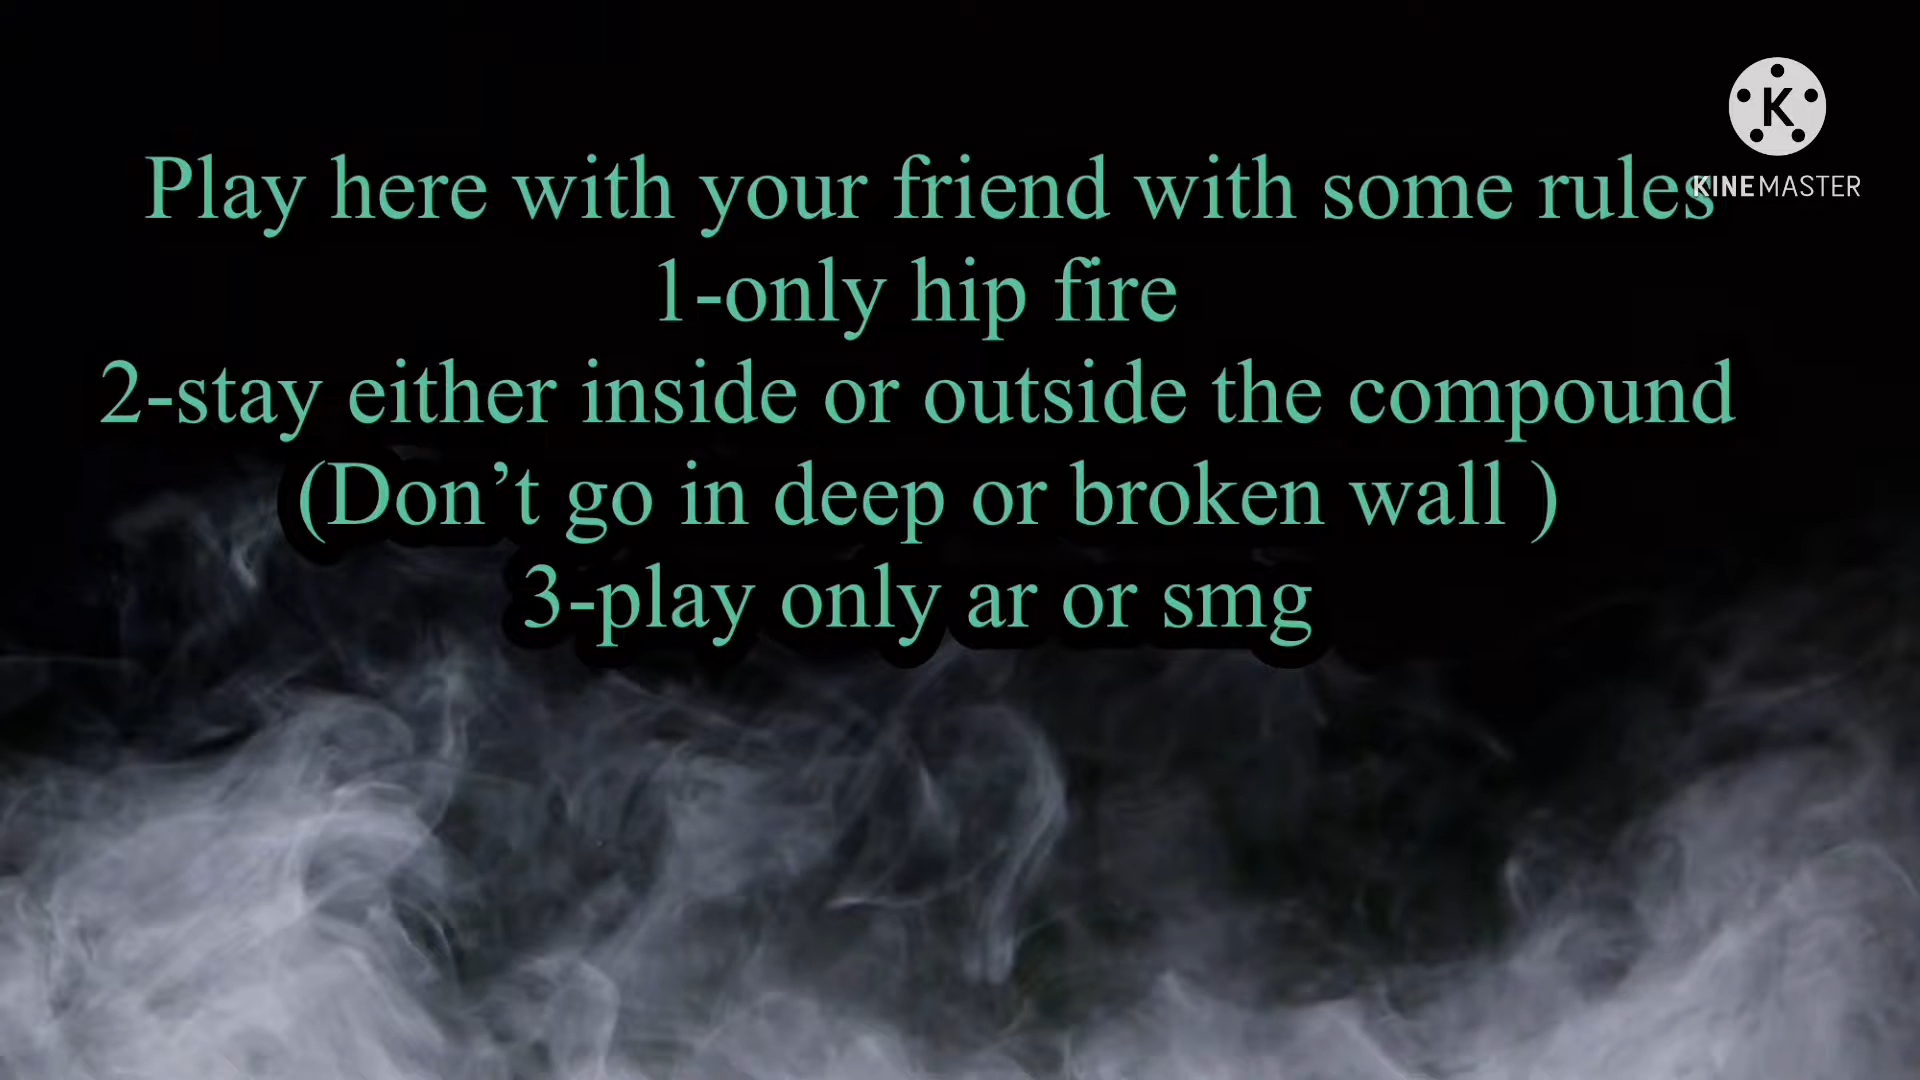 Play here with your friend with some rules
1-only hip fire
2-stay either inside or outside the compound
(Don’t go in deep or broken wall )
3-play only ar or smg
K
KINEMASTER